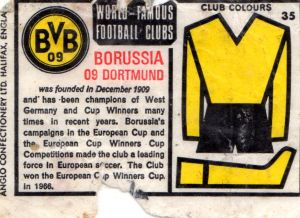 WORLD-FAMOUS
FOOTBALL CLUBS
CLUB COLOURS
35
BVB
09
BORUSSIA
09 DORTMUND
was founded in December 1909
and has been champions of West
Germany and Cup Winners many
times in recent years. Borussia's
campaigns in the European Cup and
the European Cup Winners Cup
Competitions made the club a leading
force in European soccer. The Club
won the European Cup Winners Cup
in 1966.
ANGLO CONFECTIONERY LTD. HALIFAX, ENGLA